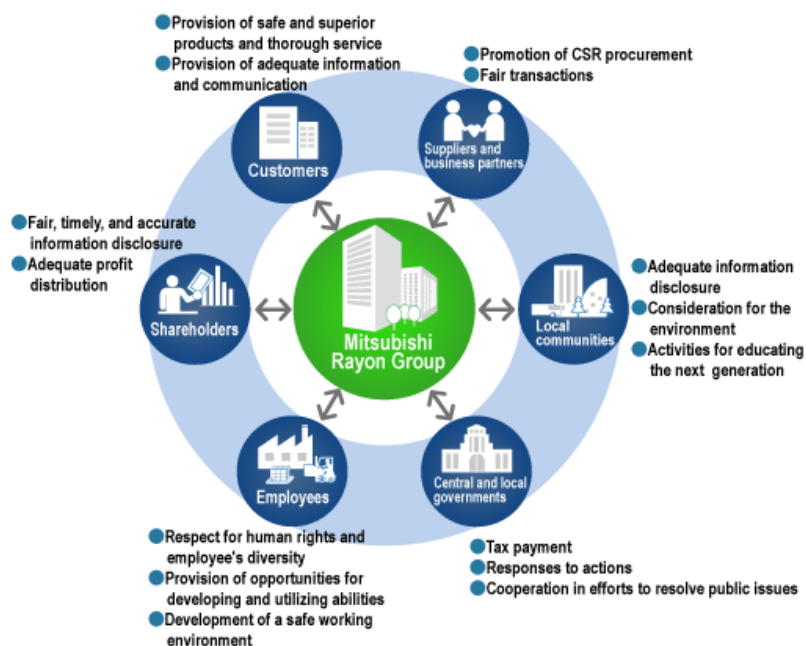 Provision of safe and superior
products and thorough service
Provision of adequate information
and communication
Promotion of CSR procurement
Fair transactions
Customers
Suppliers and
business partners
Fair, timely, and accurate
information disclosure
Adequate profit
distribution
Shareholders
Mitsubishi
Rayon Group
Local
communities
Adequate information
disclosure
Consideration for the
environment
Activities for educating
the next generation
Employees
Central and local
governments
Respect for human rights and
employee's diversity
Provision of opportunities for
developing and utilizing abilities
Development of a safe working
environment
Tax payment
Responses to actions
Cooperation in efforts to resolve public issues